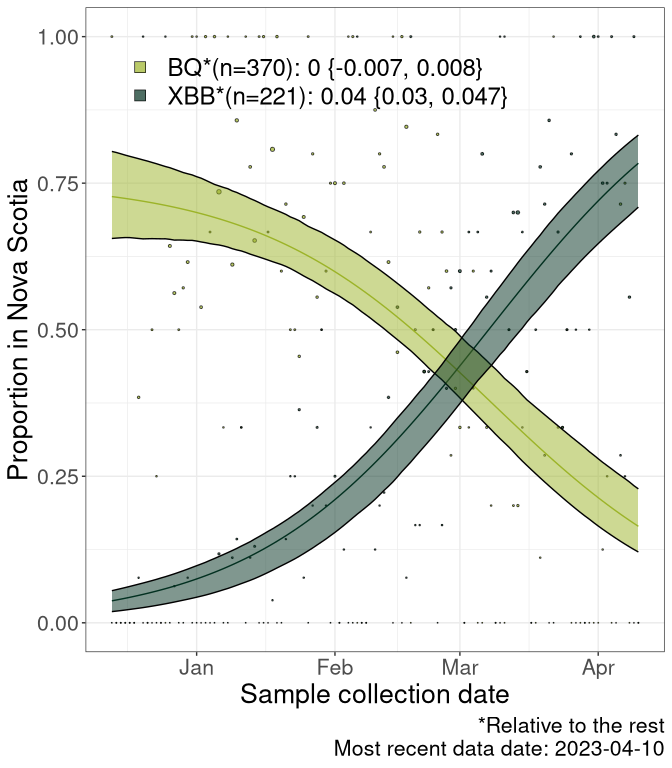 1.00
0.75
0.50
0.25
0.00
Proportion in Nova Scotia
BQ*(n=370): 0 {-0.007, 0.008}
XBB*(n=221): 0.04 {0.03, 0.047}
Jan Feb Mar Apr
Sample collection date
*Relative to the rest
Most recent data date: 2023-04-10